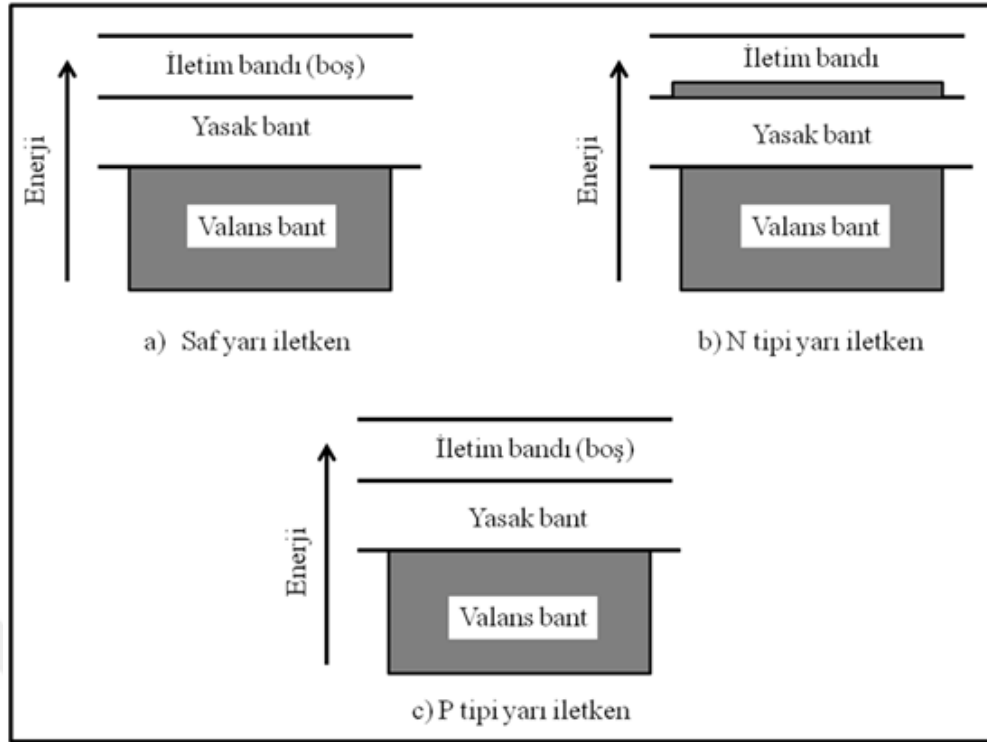 İletim bandı (boş)
Yasak bant
Valans bant
Enerji
a) Saf yarı iletken
İletim bandı
Yasak bant
Valans bant
Enerji
b) N tipi yarı iletken
İletim bandı (boş)
Yasak bant
Valans bant
Enerji
c) P tipi yarı iletken